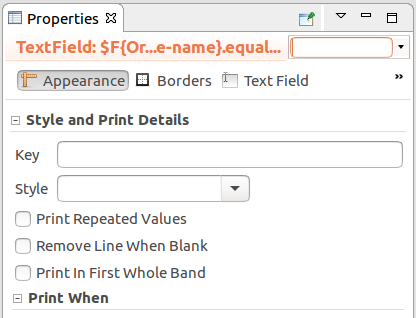 Properties
TextField: $F{Or...e-name}.equal...
Appearance Borders Text Field »
Style and Print Details
Key
Style
Print Repeated Values
Remove Line When Blank
Print In First Whole Band
Print When